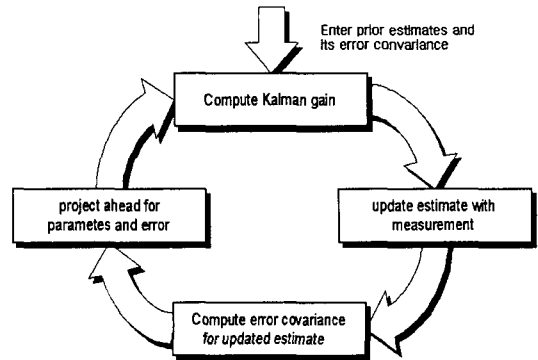 Enter prior estimates and
its error convariance
Compute Kalman gain
project ahead for
parametes and error
update estimate with
measurement
Compute error covariance
for updated estimate